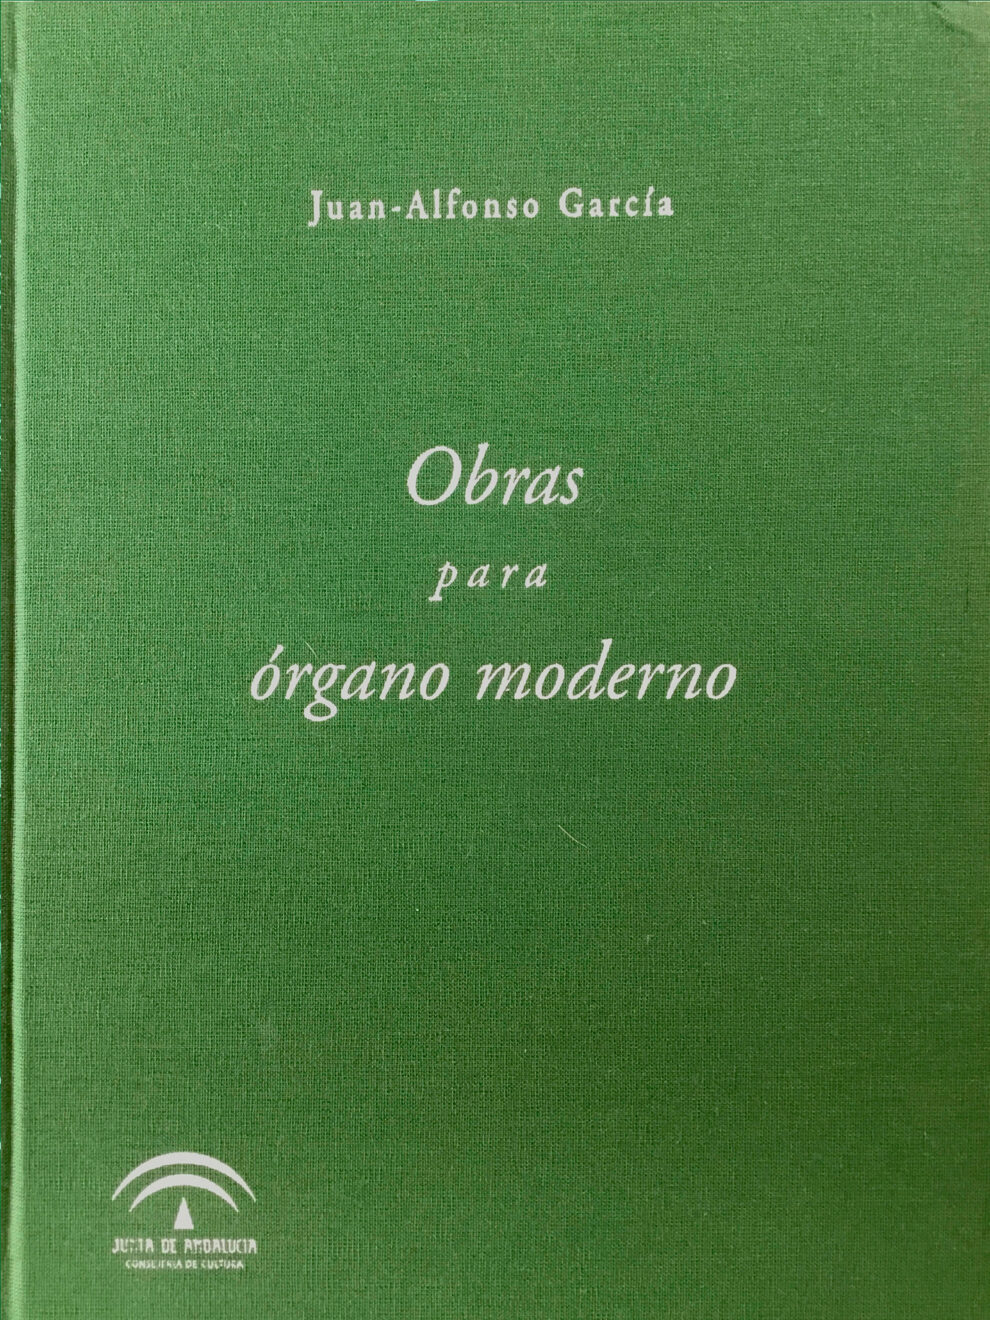 Juan-Alfonso García
Obras
para
órgano moderno
JUNTA DE ANDALUCIA
CONSEJERIA DE CULTURA